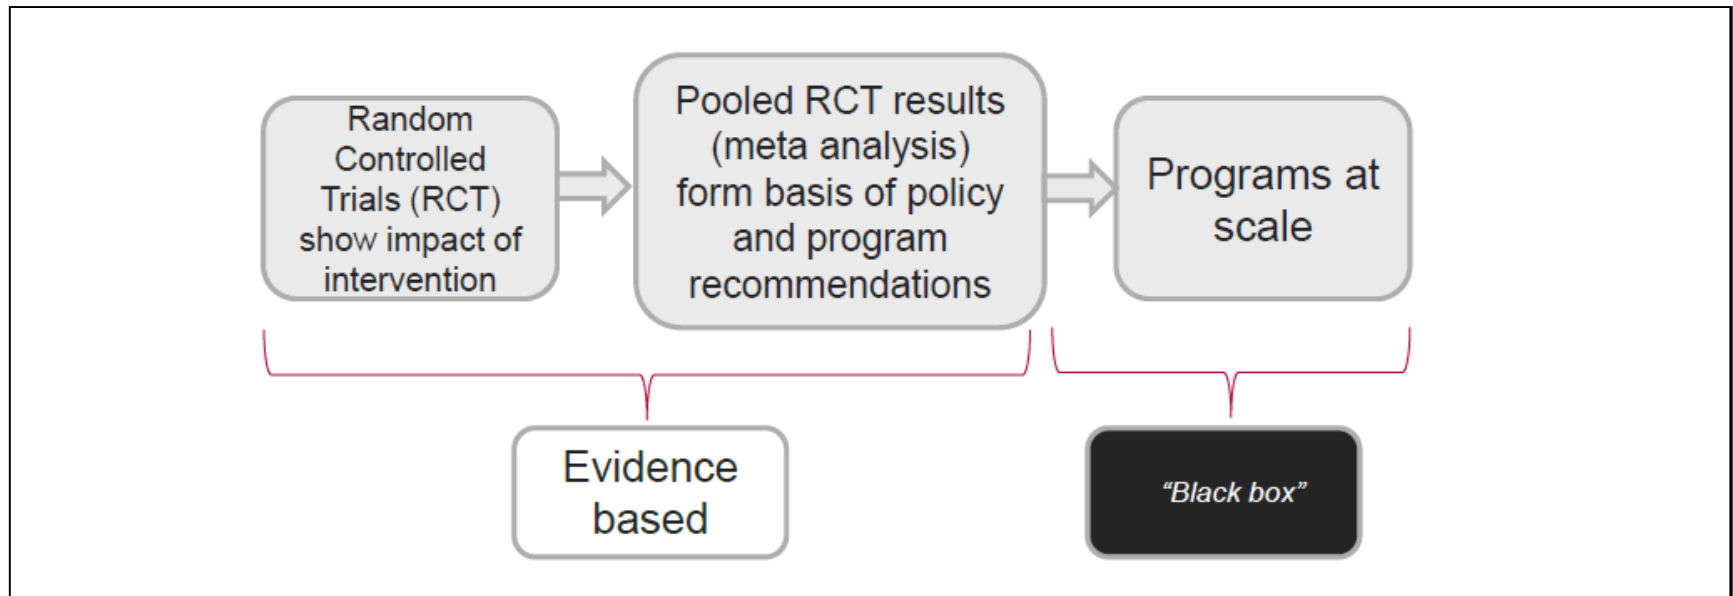 Random
Controlled
Trials (RCT)
show impact of
intervention
Pooled RCT results
(meta analysis)
form basis of policy
and program
recommendations
Programs at
scale
Evidence
based
“Black box”